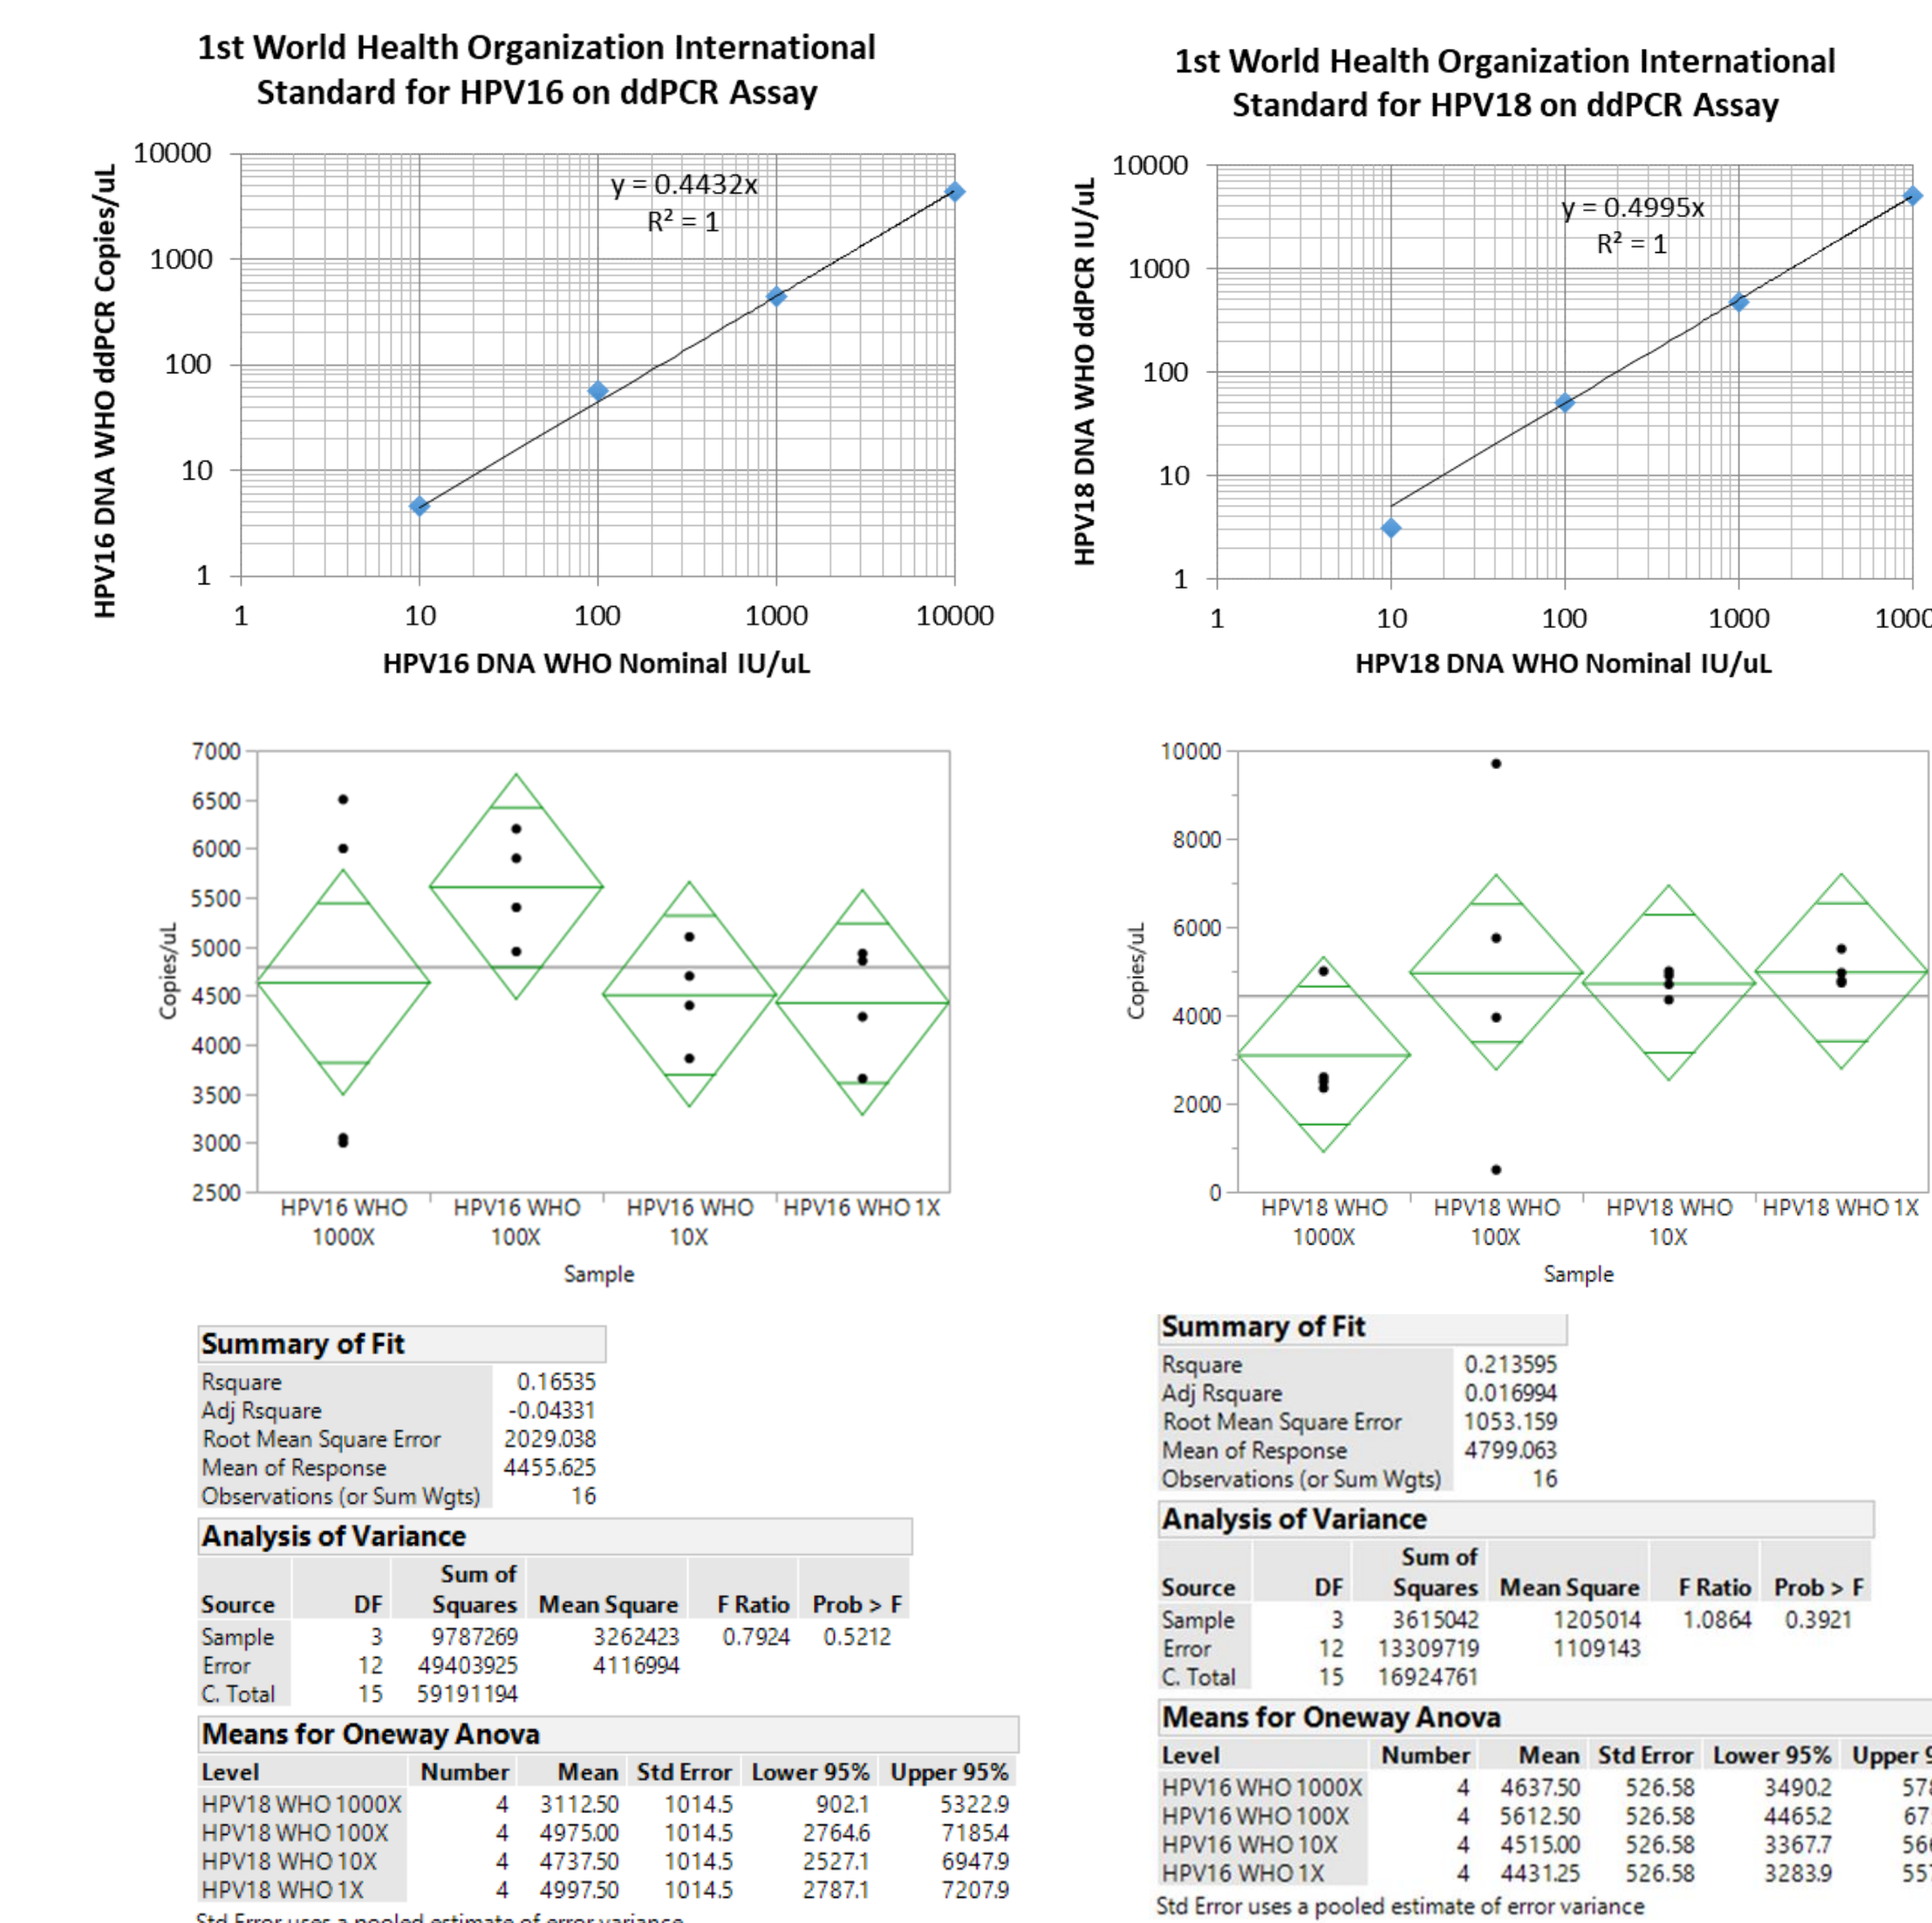 1st World Health Organization International
Standard for HPV16 on ddPCR Assay
HPV16 DNA WHO ddPCR Copies/uL
10000
1000
100
10
1
y = 0.4432x
R² = 1
1 10 100 1000 10000
HPV16 DNA WHO Nominal IU/uL
1st World Health Organization International
Standard for HPV18 on ddPCR Assay
HPV18 DNA WHO ddPCR IU/uL
10000
1000
100
10
1
y = 0.4995x
R² = 1
1 10 100 1000 1000
HPV18 DNA WHO Nominal IU/uL
Copies/uL
7000
6500
6000
5500
5000
4500
4000
3500
3000
2500
HPV16 WHO HPV16 WHO HPV16 WHO HPV16 WHO 1X
1000X 100X 10X
Sample
Copies/uL
10000
8000
6000
4000
2000
0
HPV18 WHO HPV18 WHO HPV18 WHO HPV18 WHO 1X
1000X 100X 10X
Sample
Summary of Fit
Rsquare 0.16535
Adj Rsquare -0.04331
Root Mean Square Error 2029.038
Mean of Response 4455.625
Observations (or Sum Wgts) 16
Analysis of Variance
Sum of
Source DF Squares Mean Square F Ratio Prob > F
Sample 3 9787269 3262423 0.7924 0.5212
Error 12 49403925 4116994
C. Total 15 59191194
Means for Oneway Anova
Level Number Mean Std Error Lower 95% Upper 95%
HPV18 WHO 1000X 4 3112.50 1014.5 902.1 5322.9
HPV18 WHO 100X 4 4975.00 1014.5 2764.6 7185.4
HPV18 WHO 10X 4 4737.50 1014.5 2527.1 6947.9
HPV18 WHO 1X 4 4997.50 1014.5 2787.1 7207.9
Std Error uses a pooled estimate of error variance
Summary of Fit
Rsquare 0.213595
Adj Rsquare 0.016994
Root Mean Square Error 1053.159
Mean of Response 4799.063
Observations (or Sum Wgts) 16
Analysis of Variance
Sum of
Source DF Squares Mean Square F Ratio Prob > F
Sample 3 3615042 1205014 1.0864 0.3921
Error 12 13309719 1109143
C. Total 15 16924761
Means for Oneway Anova
Level Number Mean Std Error Lower 95% Upper 9
HPV16 WHO 1000X 4 4637.50 526.58 3490.2
HPV16 WHO 100X 4 5612.50 526.58 4465.2
HPV16 WHO 10X 4 4515.00 526.58 3367.7
HPV16 WHO 1X 4 4431.25 526.58 3283.9
Std Error uses a pooled estimate of error variance